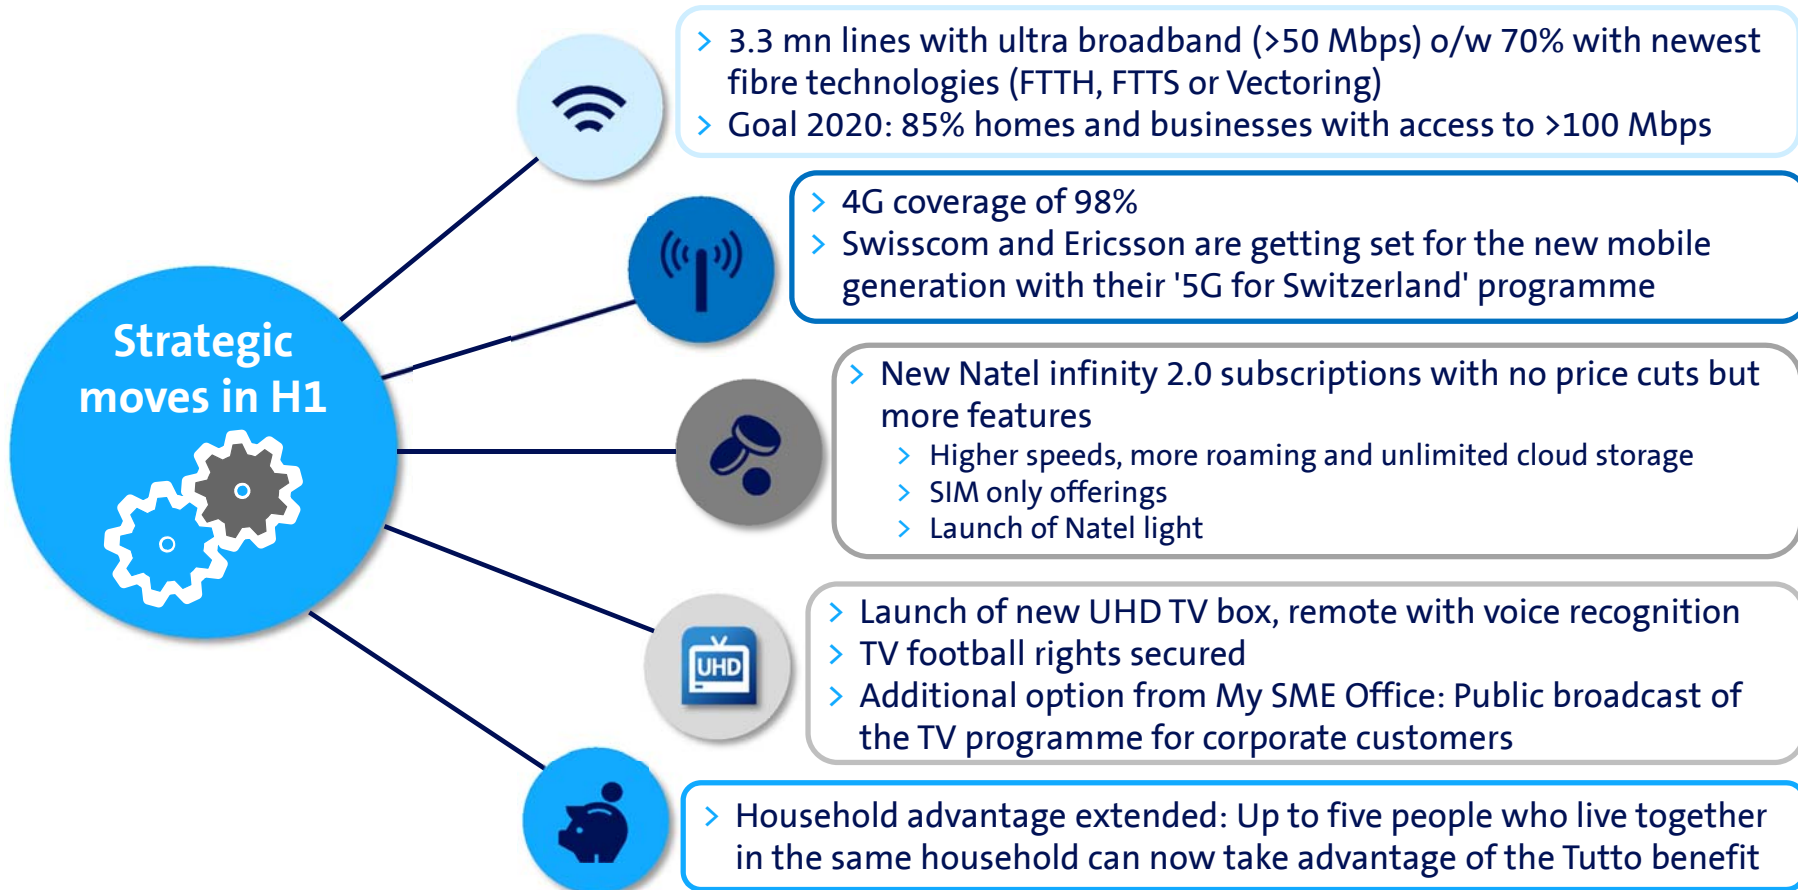 Strategic
moves in H1
> 3.3 mn lines with ultra broadband (>50 Mbps) o/w 70% with newest
fibre technologies (FTTH, FTTS or Vectoring)
> Goal 2020: 85% homes and businesses with access to >100 Mbps
> 4G coverage of 98%
> Swisscom and Ericsson are getting set for the new mobile
generation with their '5G for Switzerland' programme
> New Natel infinity 2.0 subscriptions with no price cuts but
more features
> Higher speeds, more roaming and unlimited cloud storage
> SIM only offerings
> Launch of Natel light
UHD
> Launch of new UHD TV box, remote with voice recognition
> TV football rights secured
> Additional option from My SME Office: Public broadcast of
the TV programme for corporate customers
> Household advantage extended: Up to five people who live together
in the same household can now take advantage of the Tutto benefit